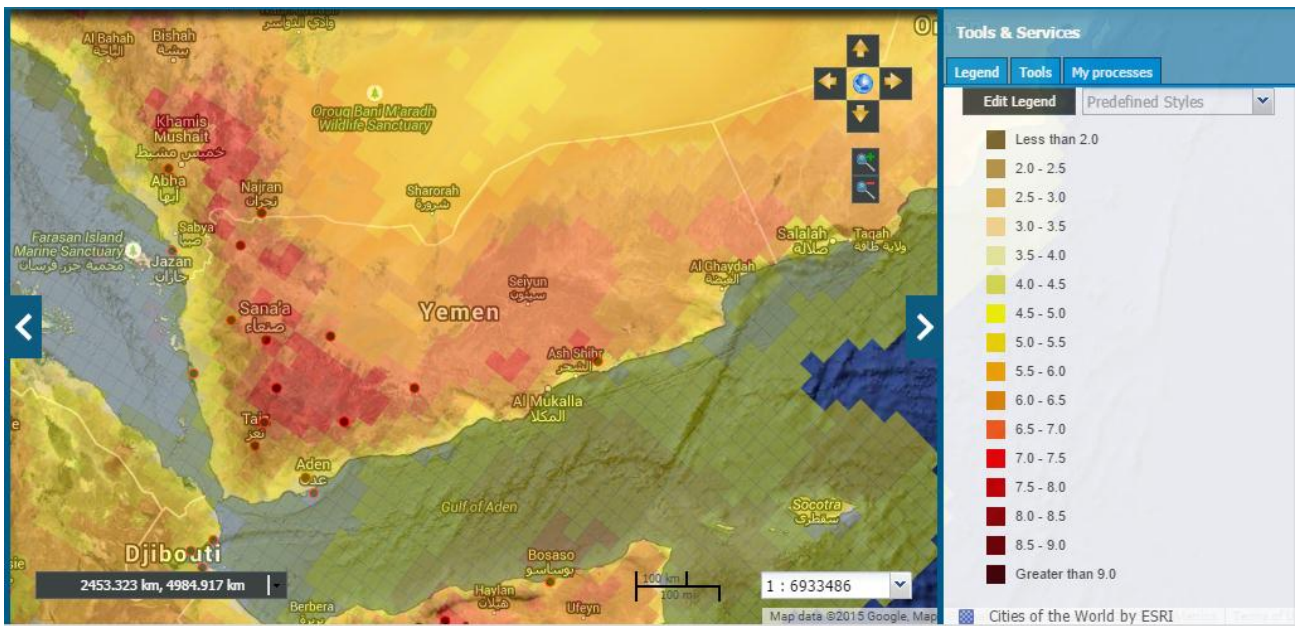 وادي الدواسر
Al Bahah
الباحة
Bishah
بيشة
Khamis
Mushait
خميس مشيط
Abha
أبها
Najran
نجران
Orouq Bani M'aradh
Wildlife Sanctuary
Sharorah
شرورة
Sabya
صبيا
Farasan Island
Marine Sanctuary
محمية جزر فرسان
Jazan
جازان
Salalah
صلالة
Taqah
ولاية طاقة
Al Ghaydah
الغيضة
Seiyun
سيئون
Sana'a
صنعاء
Yemen
Ash Shihr
الشحر
Al Mukalla
المكلا
Taiz
تعز
Aden
عدن
Gulf of Aden
Socotra
سقطرى
Djibouti
Bosaso
بوساسو
Haylan
هيلان
Ufeyn
Berbera
بربرة
2453.323 km, 4984.917 km
100 km
100 mi
1 : 6933486
Map data ©2015 Google, Map
Tools & Services
Legend Tools My processes
Edit Legend Predefined Styles
Less than 2.0
2.0 - 2.5
2.5 - 3.0
3.0 - 3.5
3.5 - 4.0
4.0 - 4.5
4.5 - 5.0
5.0 - 5.5
5.5 - 6.0
6.0 - 6.5
6.5 - 7.0
7.0 - 7.5
7.5 - 8.0
8.0 - 8.5
8.5 - 9.0
Greater than 9.0
Cities of the World by ESRI